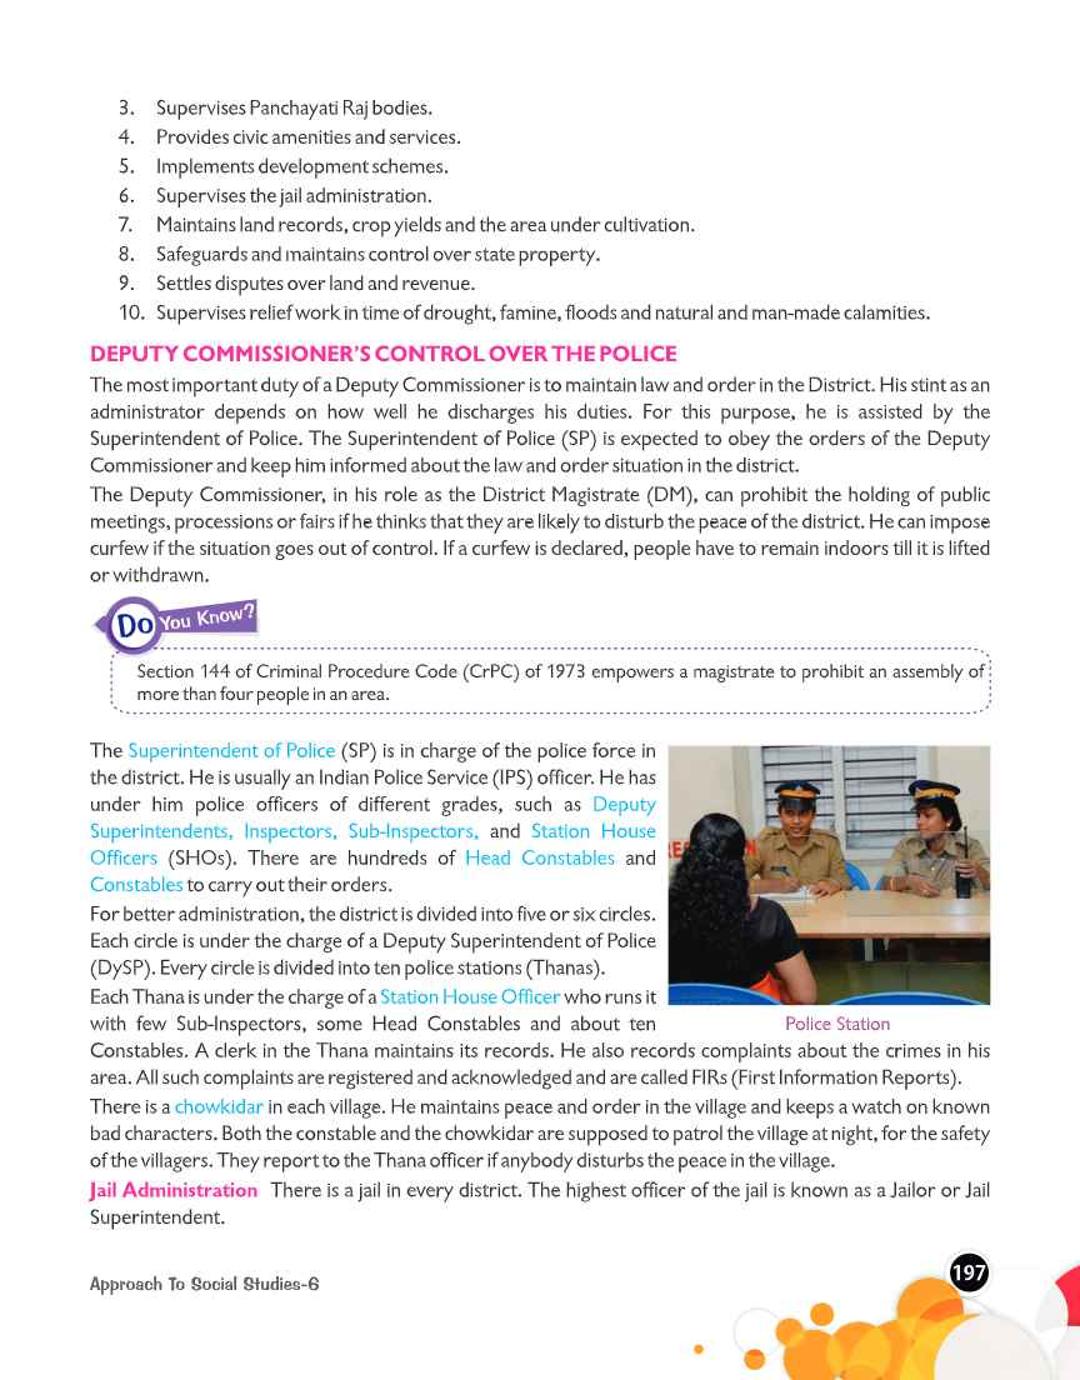 3. Supervises Panchayati Raj bodies.
4. Provides civic amenities and services.
5. Implements development schemes.
6. Supervises the jail administration.
7. Maintains land records, crop yields and the area under cultivation.
8. Safeguards and maintains control over state property.
9. Settles disputes over land and revenue.
10. Supervises relief work in time of drought, famine, floods and natural and man-made calamities.
DEPUTY COMMISSIONER'S CONTROL OVER THE POLICE
The most important duty of a Deputy Commissioner is to maintain law and order in the District. His stint as an
administrator depends on how well he discharges his duties. For this purpose, he is assisted by the
Superintendent of Police. The Superintendent of Police (SP) is expected to obey the orders of the Deputy
Commissioner and keep him informed about the law and order situation in the district.
The Deputy Commissioner, in his role as the District Magistrate (DM), can prohibit the holding of public
meetings, processions or fairs if he thinks that they are likely to disturb the peace of the district. He can impose
curfew if the situation goes out of control. If a curfew is declared, people have to remain indoors till it is lifted
or withdrawn.
Do You Know?
Section 144 of Criminal Procedure Code (CrPC) of 1973 empowers a magistrate to prohibit an assembly of
more than four people in an area.
The Superintendent of Police (SP) is in charge of the police force in
the district. He is usually an Indian Police Service (IPS) officer. He has
under him police officers of different grades, such as Deputy
Superintendents, Inspectors, Sub-Inspectors, and Station House
Officers (SHOs). There are hundreds of Head Constables and
Constables to carry out their orders.
For better administration, the district is divided into five or six circles.
Each circle is under the charge of a Deputy Superintendent of Police
(DySP). Every circle is divided into ten police stations (Thanas).
Each Thana is under the charge of a Station House Officer who runs it
with few Sub-Inspectors, some Head Constables and about ten
Police Station
Constables. A clerk in the Thana maintains its records. He also records complaints about the crimes in his
area. All such complaints are registered and acknowledged and are called FIRs (First Information Reports).
There is a chowkidar in each village. He maintains peace and order in the village and keeps a watch on known
bad characters. Both the constable and the chowkidar are supposed to patrol the village at night, for the safety
of the villagers. They report to the Thana officer if anybody disturbs the peace in the village.
Jail Administration There is a jail in every district. The highest officer of the jail is known as a Jailor or Jail
Superintendent.
Approach To Social Studies-6
197